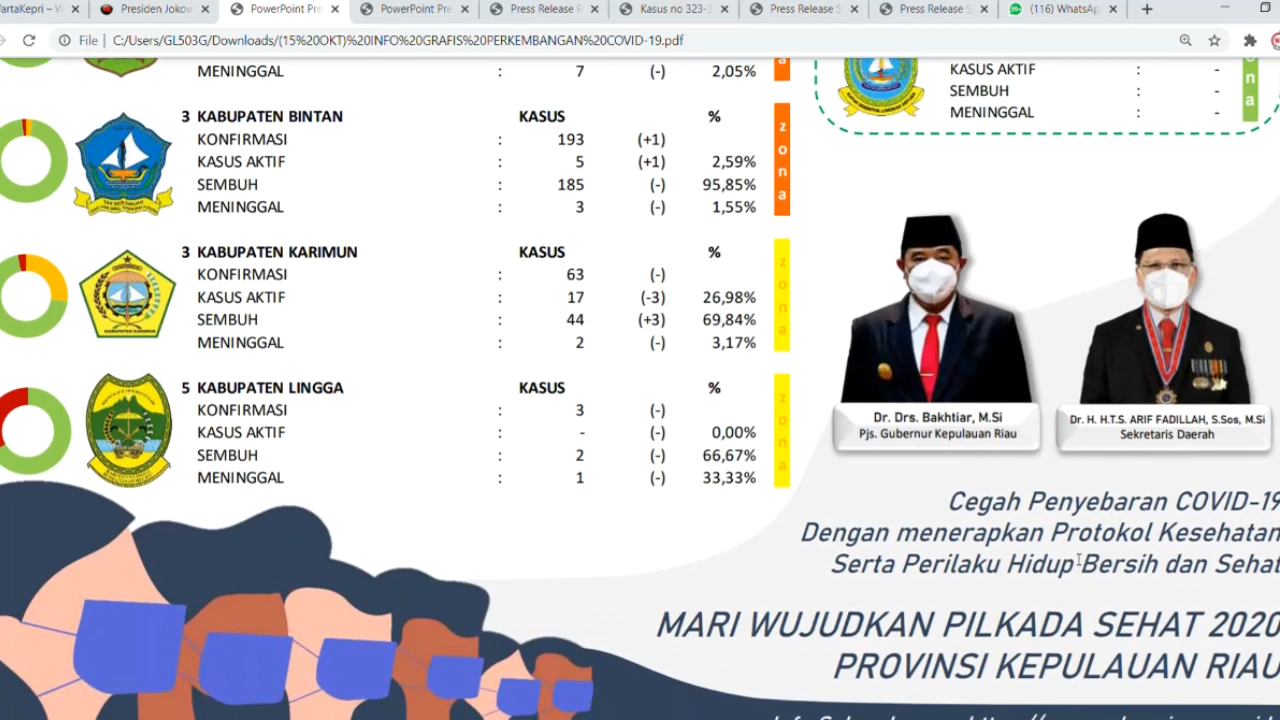 artaKepri –
Presiden Jokow
PowerPoint Pre
PowerPoint Pre
Press Release P
Kasus no 323-
Press Release S
Press Release S
(116) WhatsAp
File | C:/Users/GL503G/Downloads/(15%20OKT)%20INFO%20GRAFIS%20PERKEMBANGAN%20COVID-19.pdf
MENINGGAL : 7 (-) 2,05%
3 KABUPATEN BINTAN KASUS %
KONFIRMASI : 193 (+1)
KASUS AKTIF : 5 (+1) 2,59%
SEMBUH : 185 (-) 95,85%
MENINGGAL : 3 (-) 1,55%
zona
3 KABUPATEN KARIMUN KASUS %
KONFIRMASI : 63 (-)
KASUS AKTIF : 17 (-3) 26,98%
SEMBUH : 44 (+3) 69,84%
MENINGGAL : 2 (-) 3,17%
zona
KABUPATEN KARIMUN
5 KABUPATEN LINGGA KASUS %
KONFIRMASI : 3 (-)
KASUS AKTIF : - (-) 0,00%
SEMBUH : 2 (-) 66,67%
MENINGGAL : 1 (-) 33,33%
zona
KASUS AKTIF : -
SEMBUH : -
MENINGGAL : -
ona
Dr. Drs. Bakhtiar, M.Si
Pjs. Gubernur Kepulauan Riau
Dr. H. H.T.S. ARIF FADILLAH, S.Sos, M.Si
Sekretaris Daerah
Cegah Penyebaran COVID-19
Dengan menerapkan Protokol Kesehatan
Serta Perilaku Hidup Bersih dan Sehat
MARI WUJUDKAN PILKADA SEHAT 2020
PROVINSI KEPULAUAN RIAU